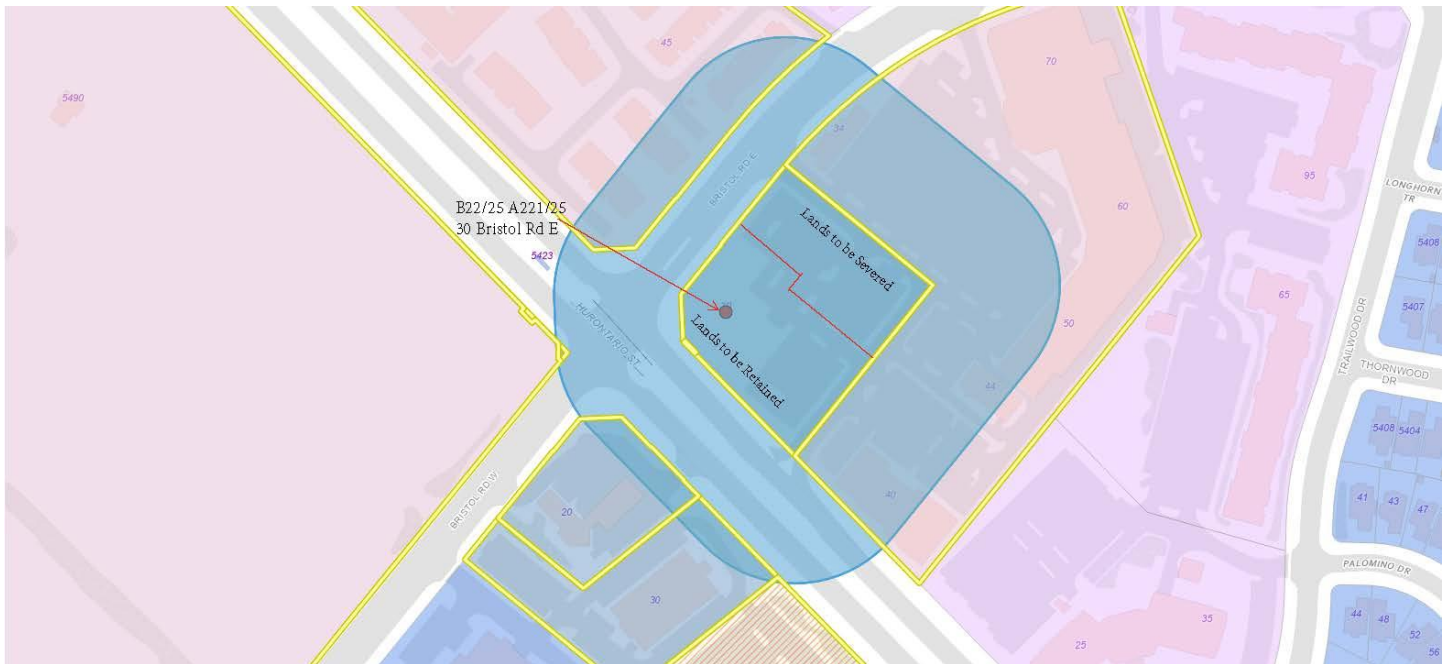 5490
45
70
34
BRISTOL RD E
95
LONGHORN
TR
B22/25 A221/25
30 Bristol Rd E
60
Lands to be Severed
5408
5423
65
5407
HURONTARIO ST
50
TRAILWOOD DR
Lands to be Retained
THORNWOOD
DR
44
5408
5404
BRISTOL RD W
40
41
43
47
20
PALOMINO DR
30
44
48
35
52
25
56